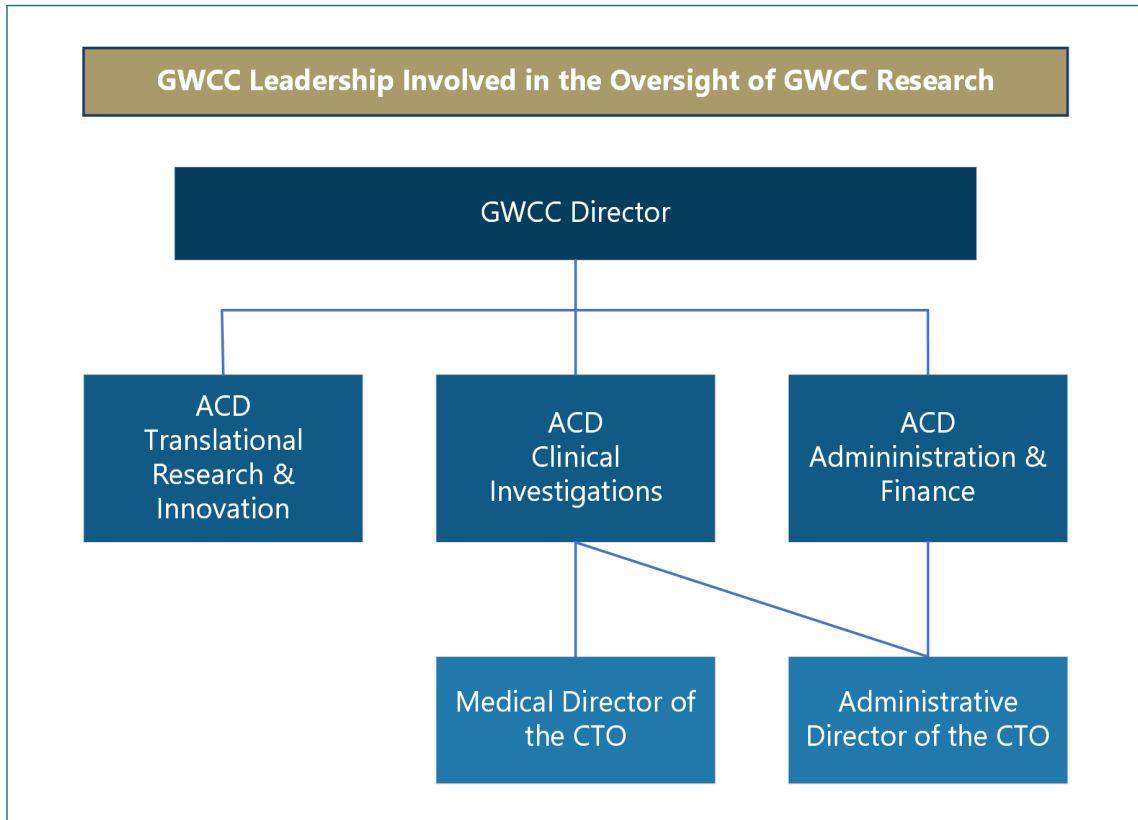 GWCC Leadership Involved in the Oversight of GWCC Research
GWCC Director
ACD
Translational
Research &
Innovation
ACD
Clinical
Investigations
ACD
Admininistration &
Finance
Medical Director of
the CTO
Administrative
Director of the CTO